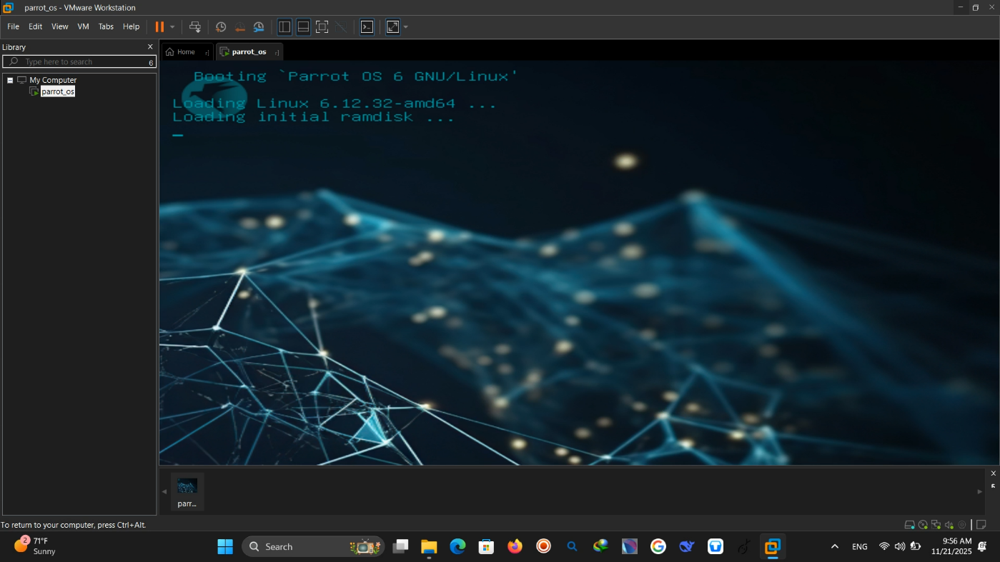 parrot_os - VMware Workstation
File Edit View VM Tabs Help
Library
Type here to search
My Computer
parrot_os
Home
parrot_os
Booting `Parrot OS 6 GNU/Linux'
Loading Linux 6.12.32-amd64 ...
Loading initial ramdisk ...
parr...
To return to your computer, press Ctrl+Alt.
2
71°F
Sunny
Search
ENG
9:56 AM
11/21/2025